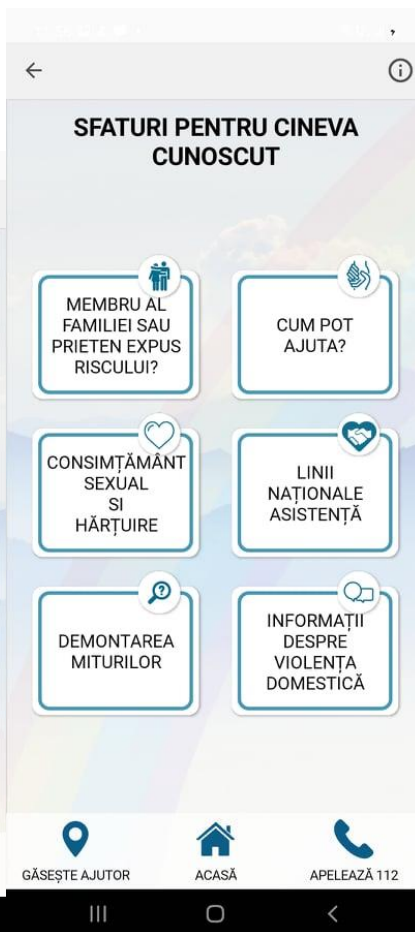 SFATURI PENTRU CINEVA
CUNOSCUT
MEMBRU AL
FAMILIEI SAU
PRIETEN EXPUS
RISCULUI?
CUM POT
AJUTA?
CONSIMȚĂMÂNT
SEXUAL
SI
HĂRȚUIRE
LINII
NAȚIONALE
ASISTENȚĂ
DEMONTAREA
MITURILOR
INFORMAȚII
DESPRE
VIOLENȚA
DOMESTICĂ
GĂSEȘTE AJUTOR
ACASĂ
APELEAZĂ 112